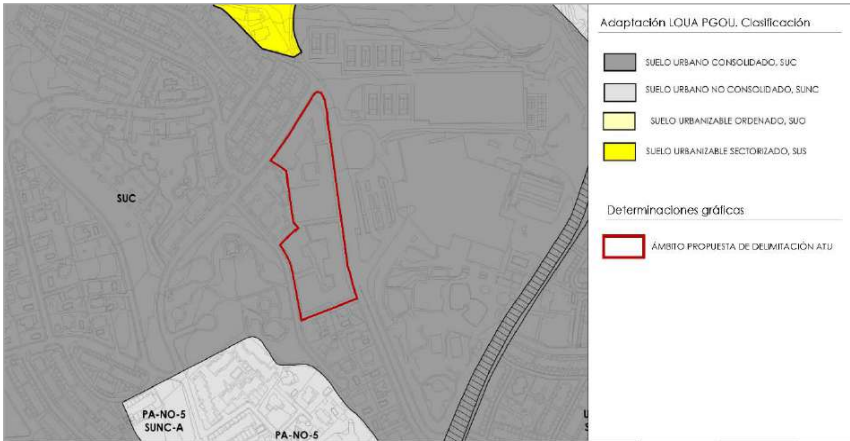 Adaptación LOUA PGOU. Clasificación
SUELO URBANO CONSOLIDADO, SUC
SUELO URBANO NO CONSOLIDADO, SUNC
SUELO URBANIZABLE ORDENADO, SUO
SUELO URBANIZABLE SECTORIZADO, SUS
Determinaciones gráficas
ÁMBITO PROPUESTA DE DELIMITACIÓN ATU
SUC
PA-NO-5
SUNC-A
PA-NO-5